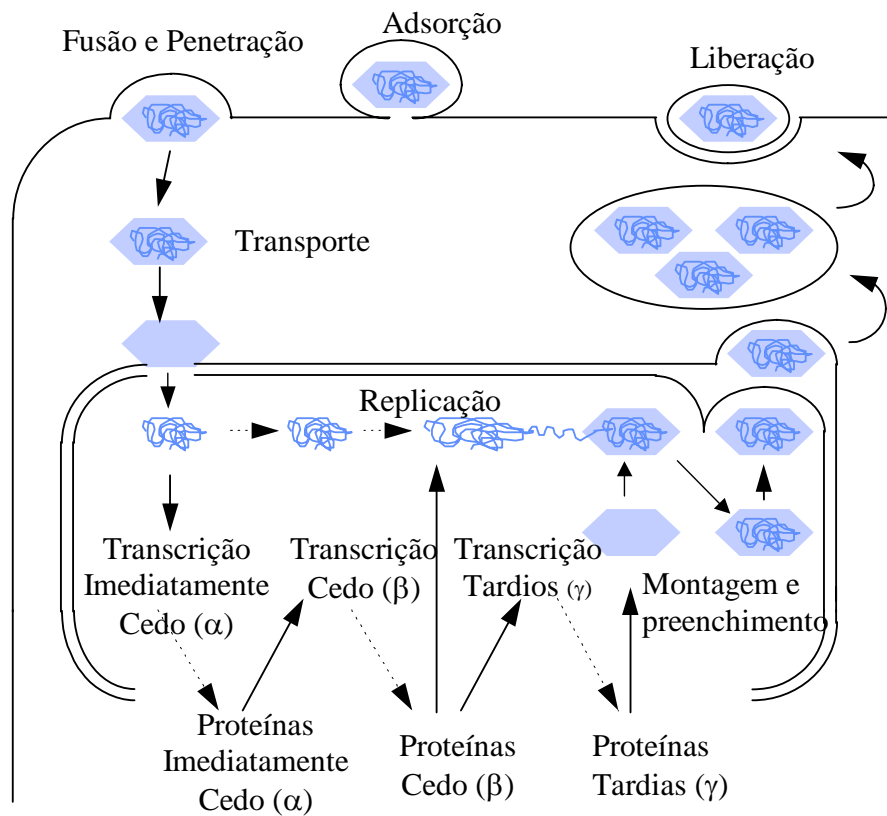 Adsorção
Fusão e Penetração
Liberação
Transporte
Replicação
Transcrição
Imediatamente
Cedo (α)
Transcrição
Cedo (β)
Transcrição
Tardios (γ)
Montagem e
preenchimento
Proteínas
Imediatamente
Cedo (α)
Proteínas
Cedo (β)
Proteínas
Tardias (γ)